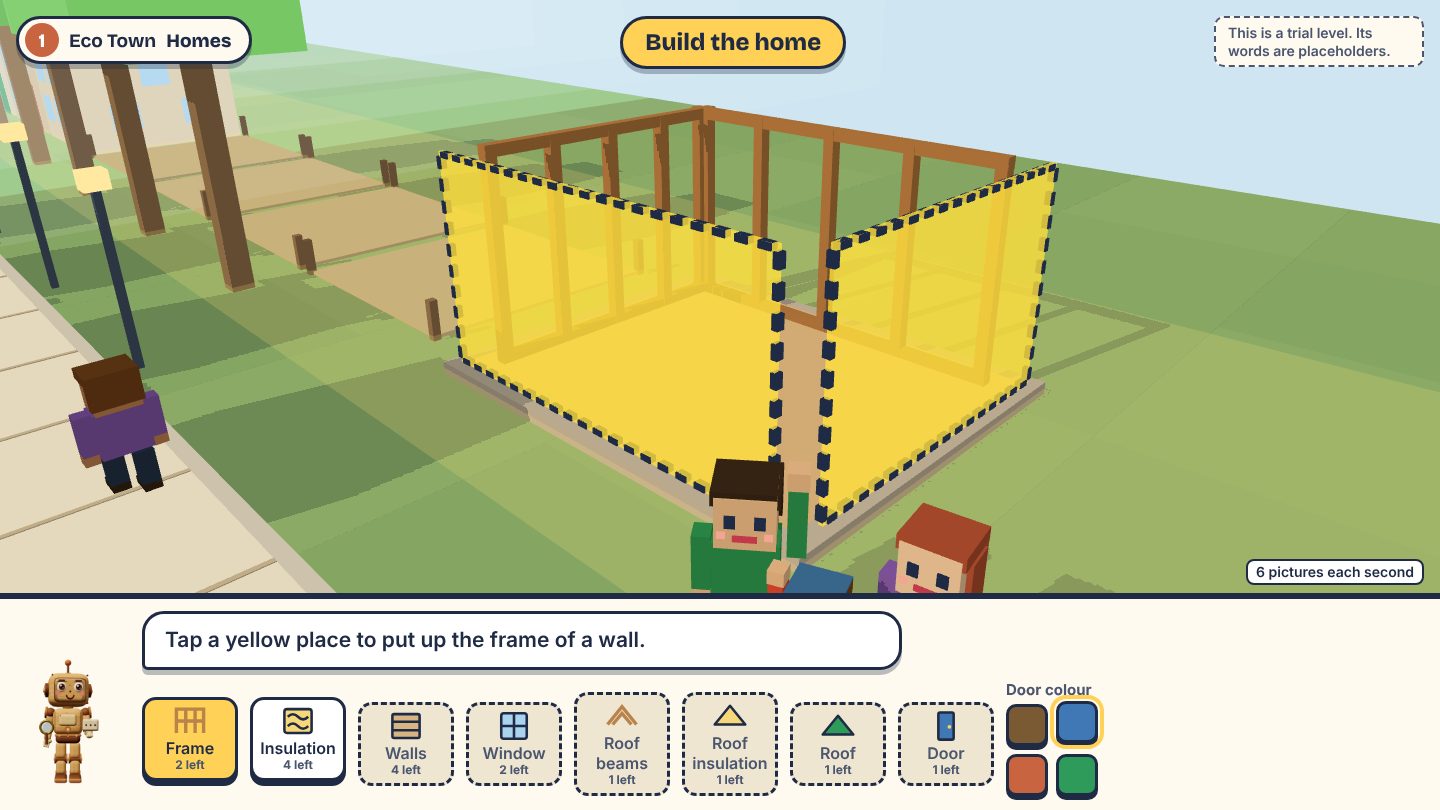 1 Eco Town Homes
Build the home
This is a trial level. Its
words are placeholders.
6 pictures each second
Tap a yellow place to put up the frame of a wall.
Frame
2 left
Insulation
4 left
Walls
4 left
Window
2 left
Roof
beams
1 left
Roof
insulation
1 left
Roof
1 left
Door
1 left
Door colour